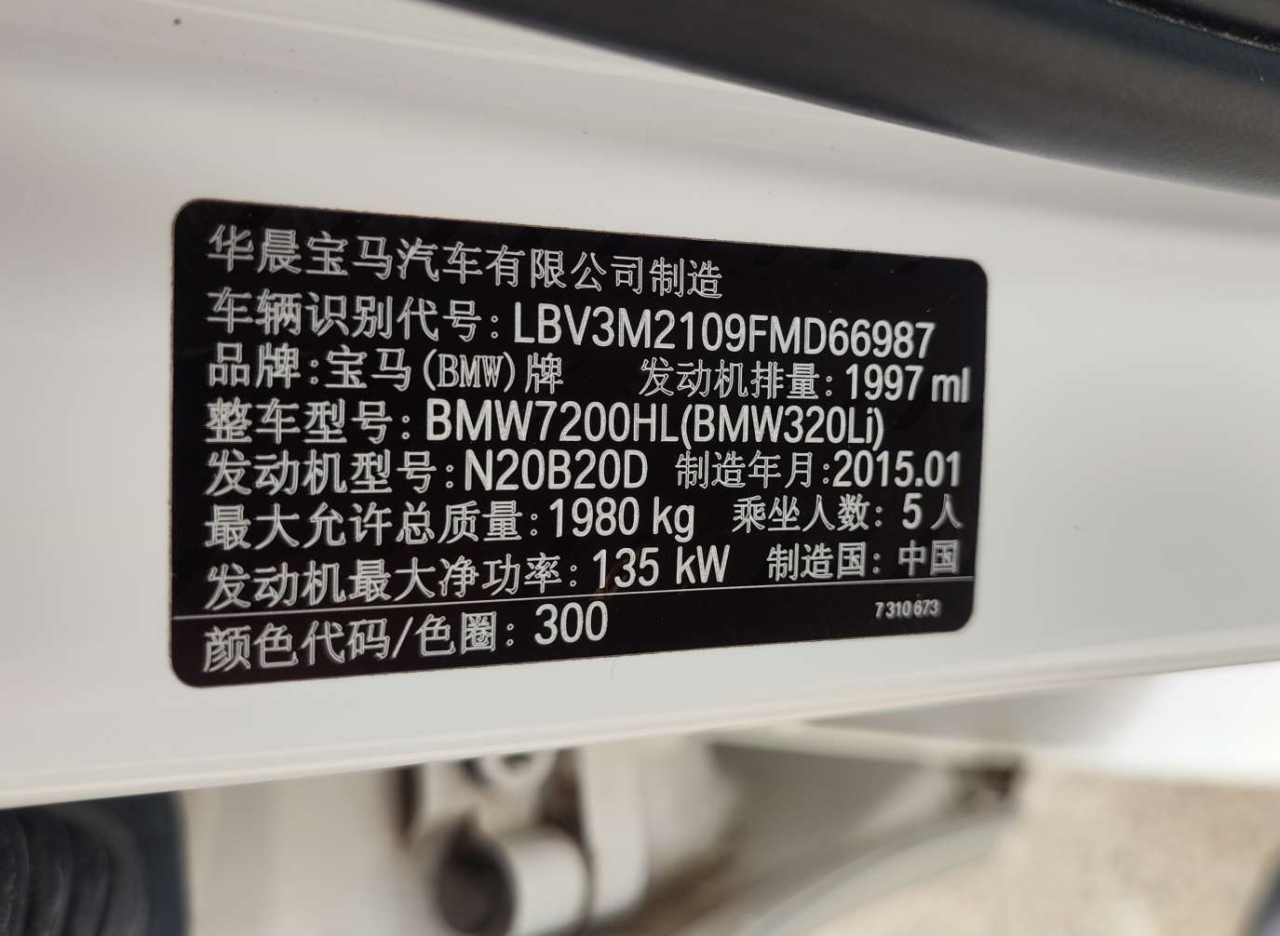 华晨宝马汽车有限公司制造
车辆识别代号: LBV3M2109FMD66987
品牌: 宝马(BMW)牌 发动机排量: 1997 ml
整车型号: BMW7200HL(BMW320Li)
发动机型号: N20B20D 制造年月: 2015.01
最大允许总质量: 1980 kg 乘坐人数: 5 人
发动机最大净功率: 135 kW 制造国: 中国
颜色代码/色圈: 300 7 310 673